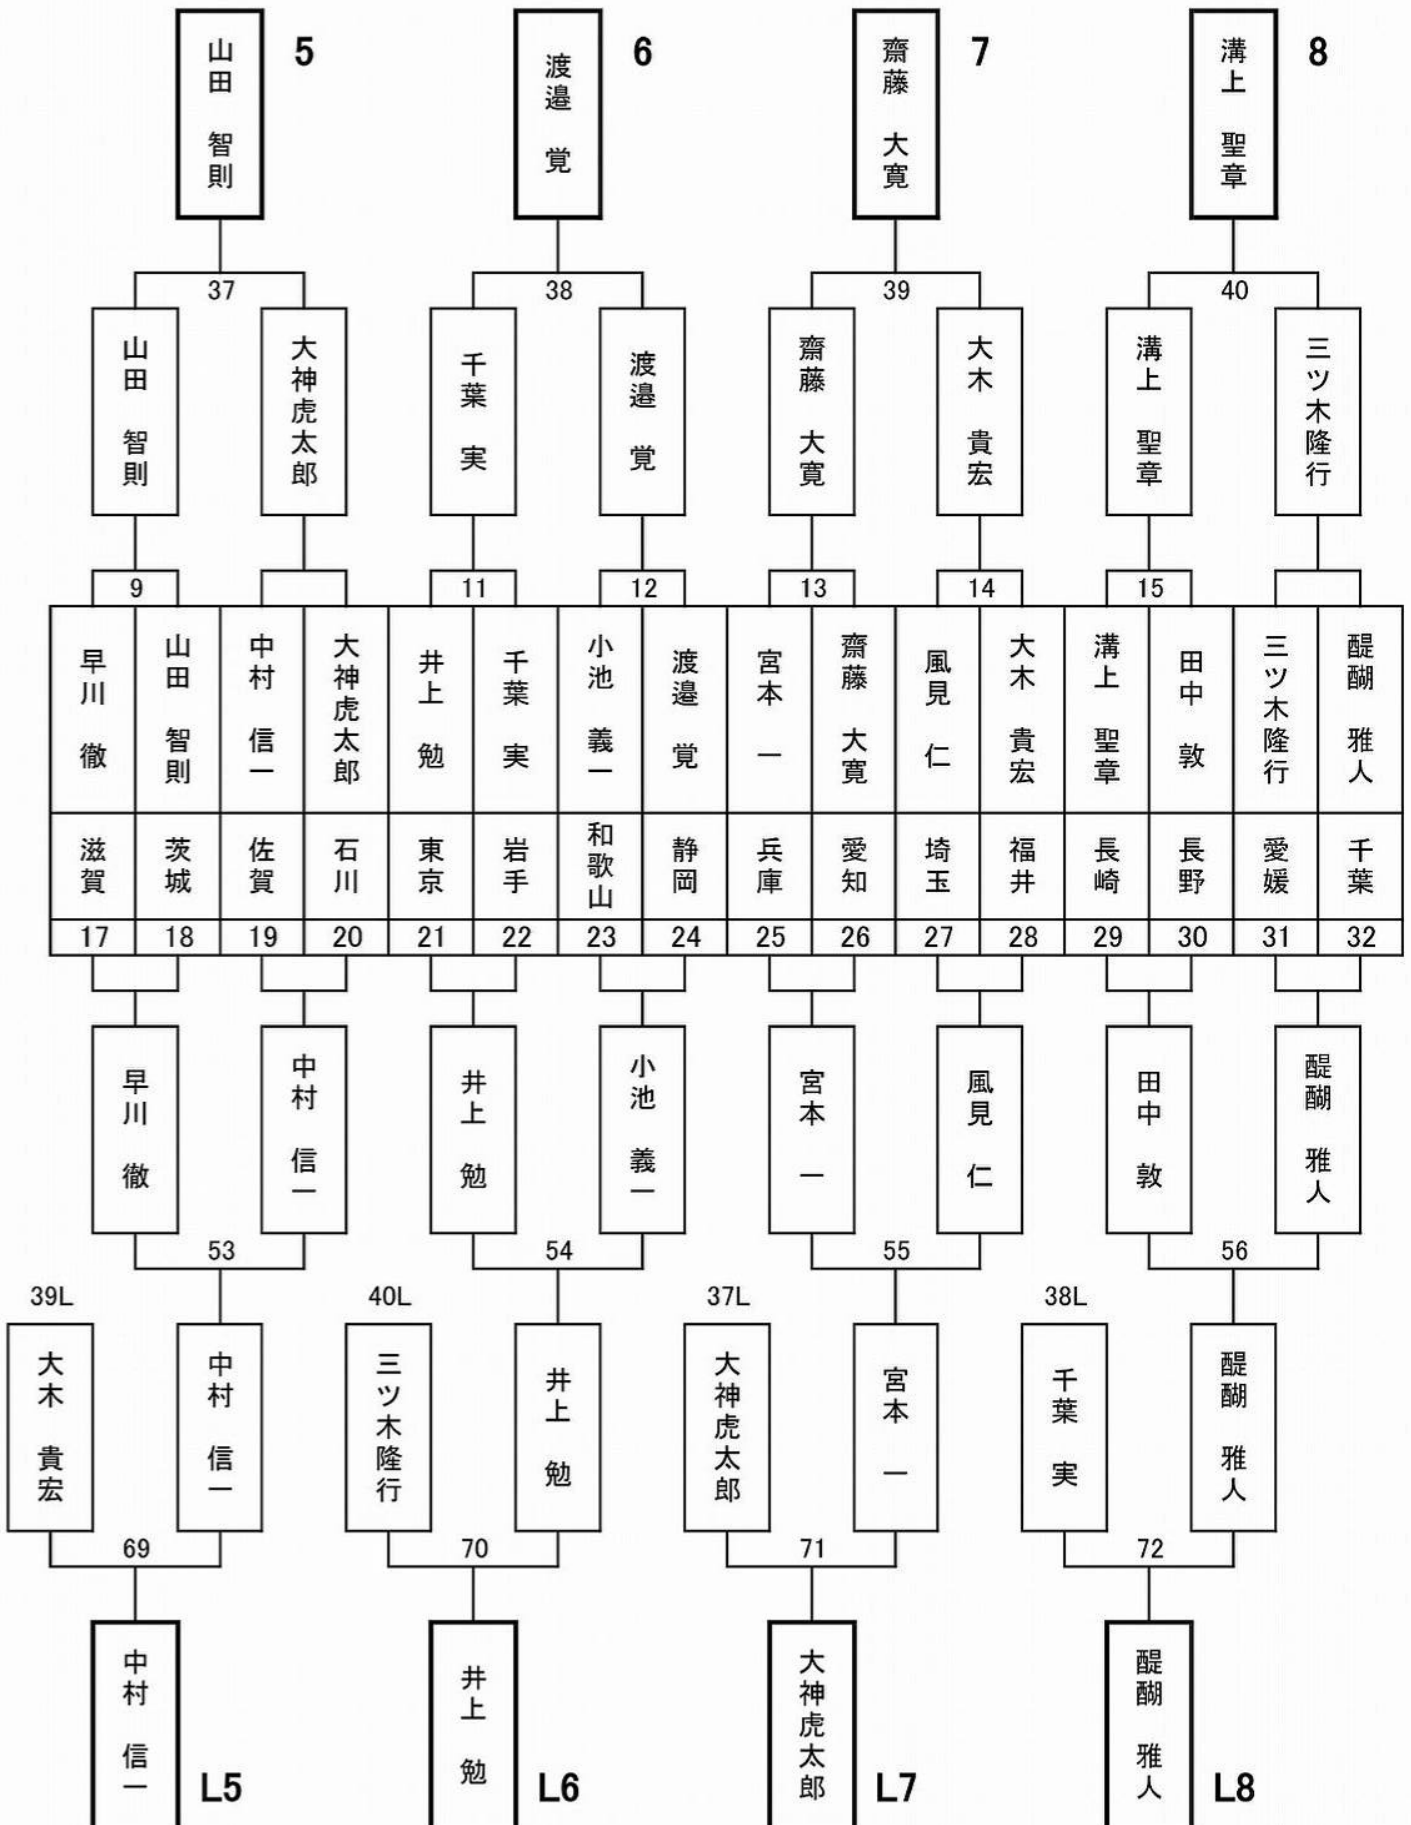 山田 智則
5
渡邉 覚
6
齋藤 大寛
7
溝上 聖章
8
37
38
39
40
山田 智則
大神虎太郎
千葉 実
渡邉 覚
齋藤 大寛
大木 貴宏
溝上 聖章
三ツ木隆行
9
11
12
13
14
15
早川 徹
山田 智則
中村 信一
大神虎太郎
井上 勉
千葉 実
小池 義一
渡邉 覚
宮本 一
齋藤 大寛
風見 仁
大木 貴宏
溝上 聖章
田中 敦
三ツ木隆行
醍醐 雅人
滋賀
茨城
佐賀
石川
東京
岩手
和歌山
静岡
兵庫
愛知
埼玉
福井
長崎
長野
愛媛
千葉
17
18
19
20
21
22
23
24
25
26
27
28
29
30
31
32
早川 徹
中村 信一
井上 勉
小池 義一
宮本 一
風見 仁
田中 敦
醍醐 雅人
53
54
55
56
39L
40L
37L
38L
大木 貴宏
中村 信一
三ツ木隆行
井上 勉
大神虎太郎
宮本 一
千葉 実
醍醐 雅人
69
70
71
72
中村 信一
L5
井上 勉
L6
大神虎太郎
L7
醍醐 雅人
L8